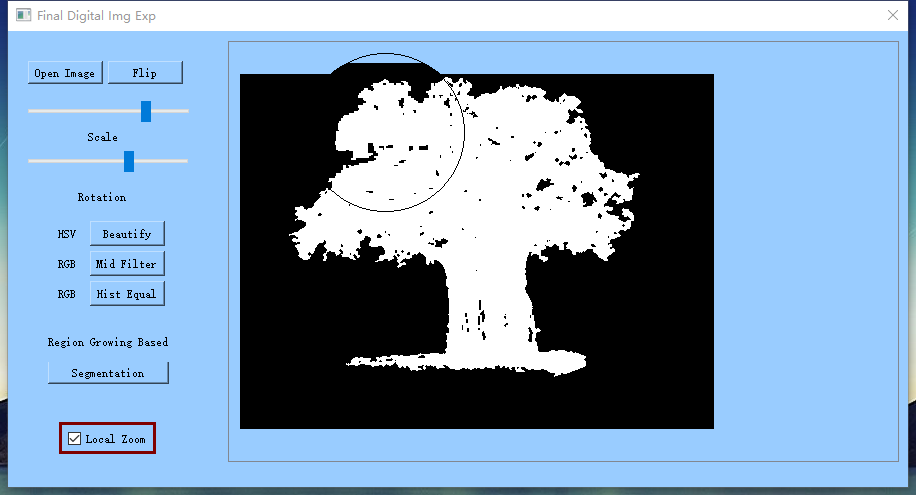 Final Digital Img Exp
Open Image
Flip
Scale
Rotation
HSV
Beautify
RGB
Mid Filter
RGB
Hist Equal
Region Growing Based
Segmentation
Local Zoom